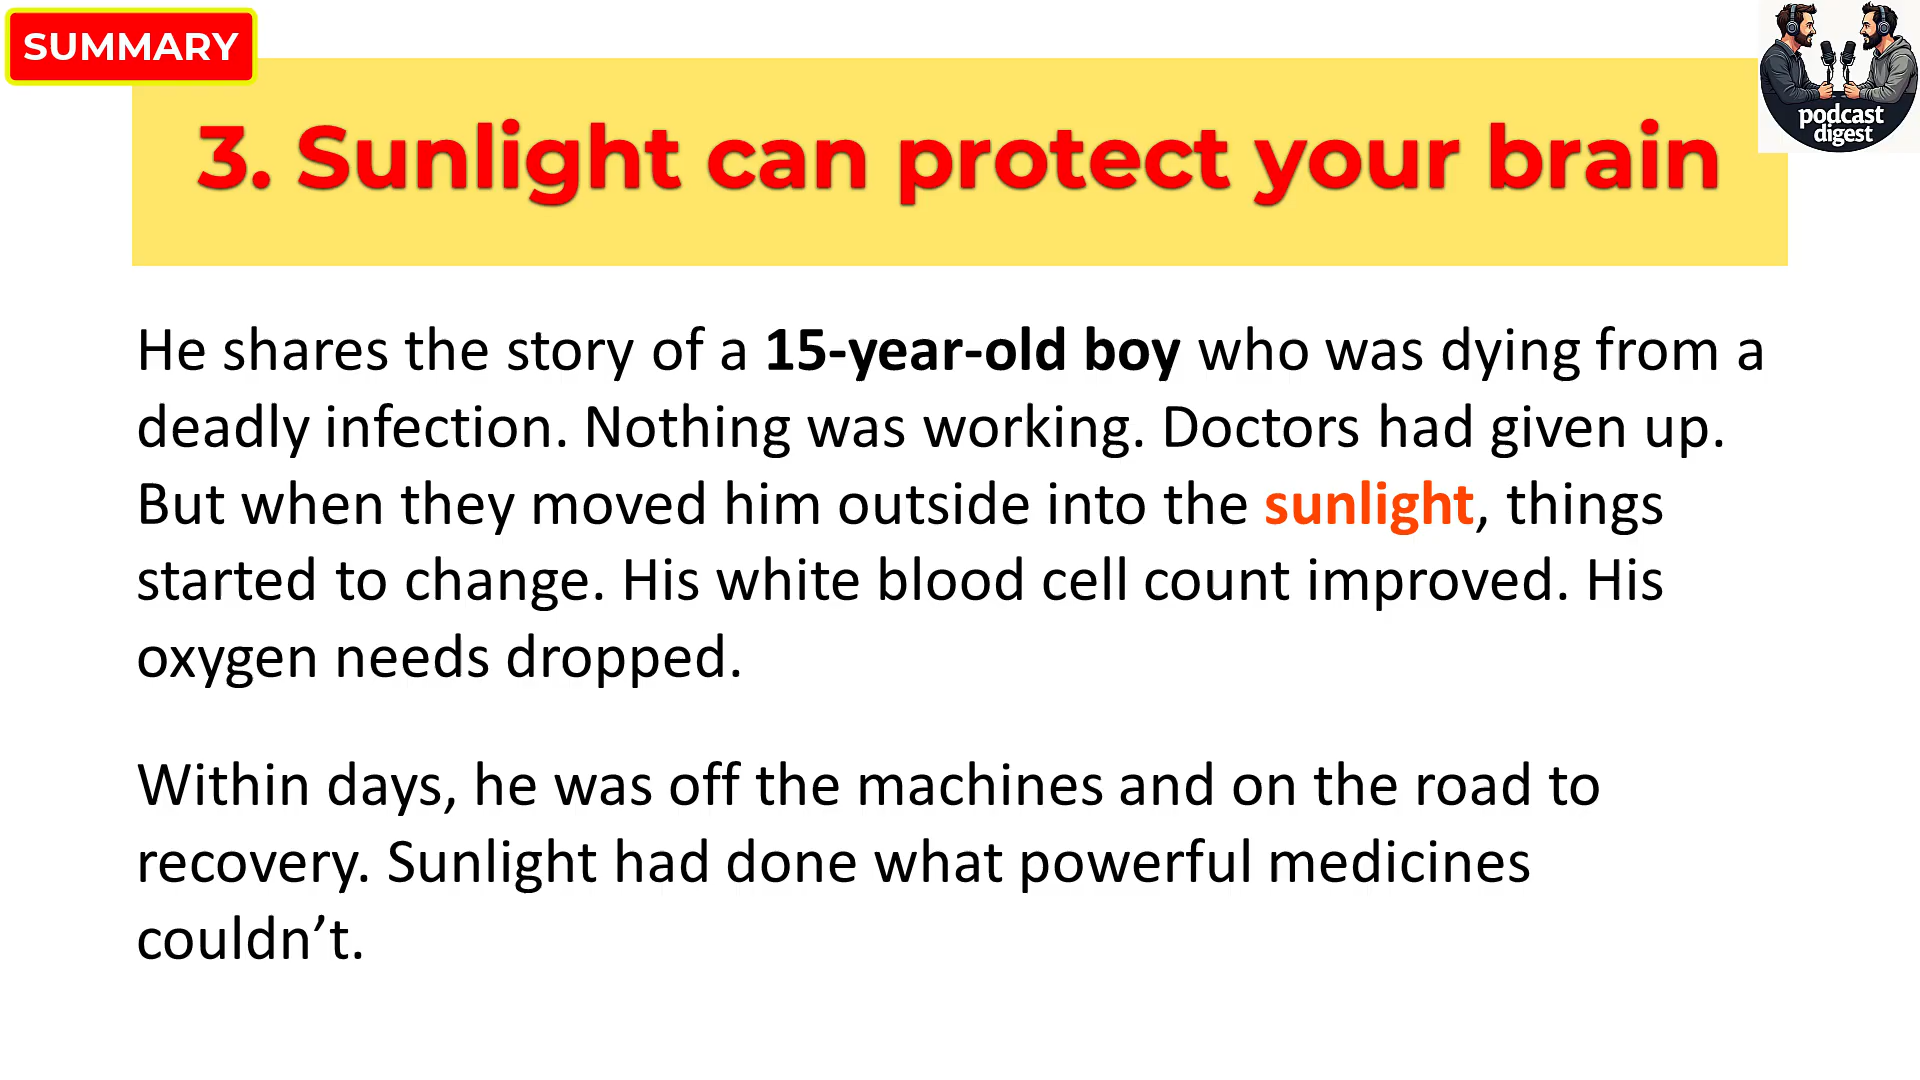 SUMMARY
podcast
digest
3. Sunlight can protect your brain
He shares the story of a 15-year-old boy who was dying from a
deadly infection. Nothing was working. Doctors had given up.
But when they moved him outside into the sunlight, things
started to change. His white blood cell count improved. His
oxygen needs dropped.
Within days, he was off the machines and on the road to
recovery. Sunlight had done what powerful medicines
couldn’t.